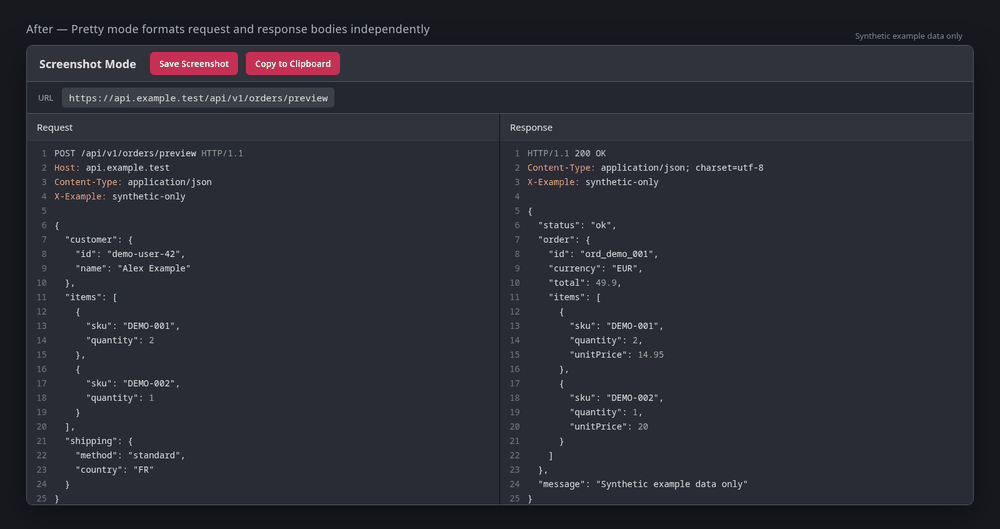 After — Pretty mode formats request and response bodies independently
Synthetic example data only
Screenshot Mode
Save Screenshot
Copy to Clipboard
URL
https://api.example.test/api/v1/orders/preview
Request
1 POST /api/v1/orders/preview HTTP/1.1
2 Host: api.example.test
3 Content-Type: application/json
4 X-Example: synthetic-only
5
6 {
7   "customer": {
8     "id": "demo-user-42",
9     "name": "Alex Example"
10   },
11   "items": [
12     {
13       "sku": "DEMO-001",
14       "quantity": 2
15     },
16     {
17       "sku": "DEMO-002",
18       "quantity": 1
19     }
20   ],
21   "shipping": {
22     "method": "standard",
23     "country": "FR"
24   }
25 }
Response
1 HTTP/1.1 200 OK
2 Content-Type: application/json; charset=utf-8
3 X-Example: synthetic-only
4
5 {
6   "status": "ok",
7   "order": {
8     "id": "ord_demo_001",
9     "currency": "EUR",
10     "total": 49.9,
11     "items": [
12       {
13         "sku": "DEMO-001",
14         "quantity": 2,
15         "unitPrice": 14.95
16       },
17       {
18         "sku": "DEMO-002",
19         "quantity": 1,
20         "unitPrice": 20
21       }
22     ]
23   },
24   "message": "Synthetic example data only"
25 }